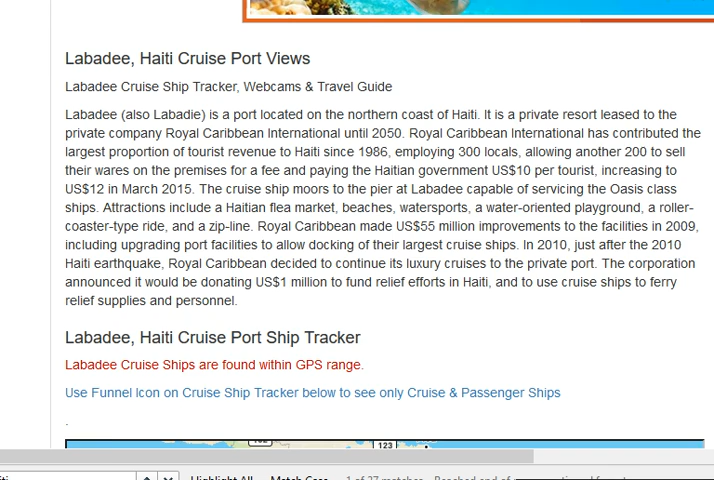 Labadee, Haiti Cruise Port Views
Labadee Cruise Ship Tracker, Webcams & Travel Guide
Labadee (also Labadie) is a port located on the northern coast of Haiti. It is a private resort leased to the
private company Royal Caribbean International until 2050. Royal Caribbean International has contributed the
largest proportion of tourist revenue to Haiti since 1986, employing 300 locals, allowing another 200 to sell
their wares on the premises for a fee and paying the Haitian government US$10 per tourist, increasing to
US$12 in March 2015. The cruise ship moors to the pier at Labadee capable of servicing the Oasis class
ships. Attractions include a Haitian flea market, beaches, watersports, a water-oriented playground, a roller-
coaster-type ride, and a zip-line. Royal Caribbean made US$55 million improvements to the facilities in 2009,
including upgrading port facilities to allow docking of their largest cruise ships. In 2010, just after the 2010
Haiti earthquake, Royal Caribbean decided to continue its luxury cruises to the private port. The corporation
announced it would be donating US$1 million to fund relief efforts in Haiti, and to use cruise ships to ferry
relief supplies and personnel.
Labadee, Haiti Cruise Port Ship Tracker
Labadee Cruise Ships are found within GPS range.
Use Funnel Icon on Cruise Ship Tracker below to see only Cruise & Passenger Ships
.
123
Highlight All Match Case 1 of 37 matches Reached end of